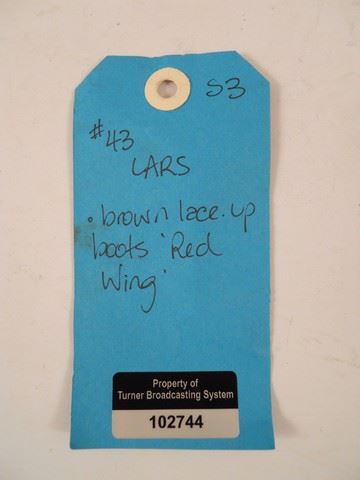 S3
#43
LARS
• brown lace-up
boots 'Red
Wing'
Property of
Turner Broadcasting System
102744